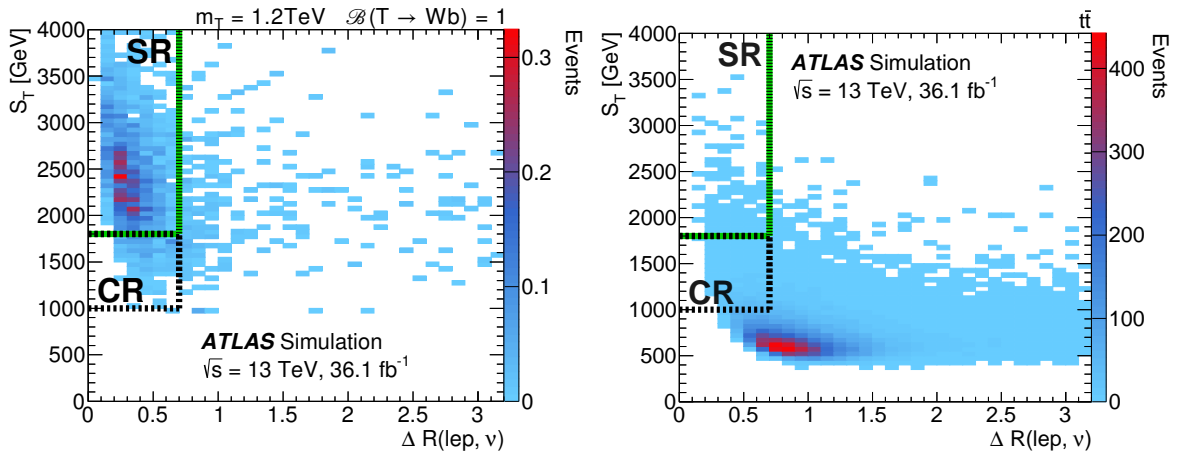 m_T = 1.2TeV ℬ(T → Wb) = 1
S_T [GeV]
4000
3500
3000
2500
2000
1500
1000
500
0
SR
CR
ATLAS Simulation
√s = 13 TeV, 36.1 fb⁻¹
0 0.5 1 1.5 2 2.5 3
Δ R(lep, ν)
Events
0.3
0.2
0.1
0
tt̄
S_T [GeV]
4000
3500
3000
2500
2000
1500
1000
500
0
SR
CR
ATLAS Simulation
√s = 13 TeV, 36.1 fb⁻¹
0 0.5 1 1.5 2 2.5 3
Δ R(lep, ν)
Events
400
300
200
100
0